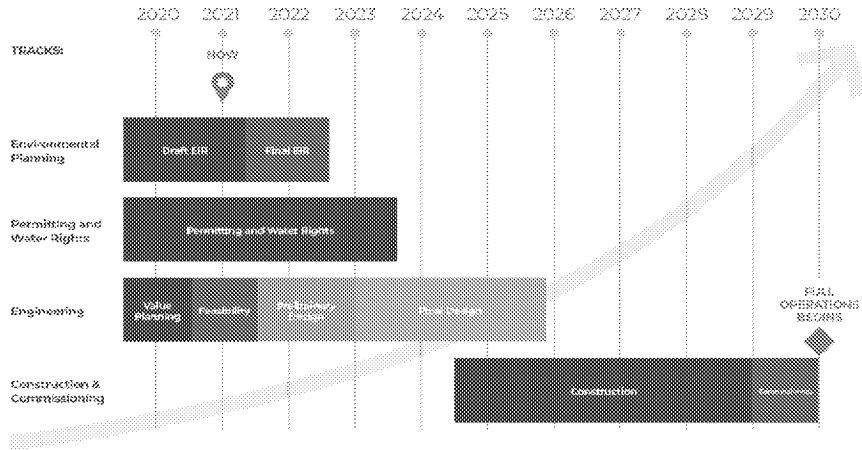 2020 2021 2022 2023 2024 2025 2026 2027 2028 2029 2030
TRACKS:
NOW
Environmental
Planning
Draft EIR
Final EIR
Permitting and
Water Rights
Permitting and Water Rights
Engineering
Value
Planning
Feasibility
Preliminary
Design
Final Design
FULL
OPERATIONS
BEGINS
Construction &
Commissioning
Construction